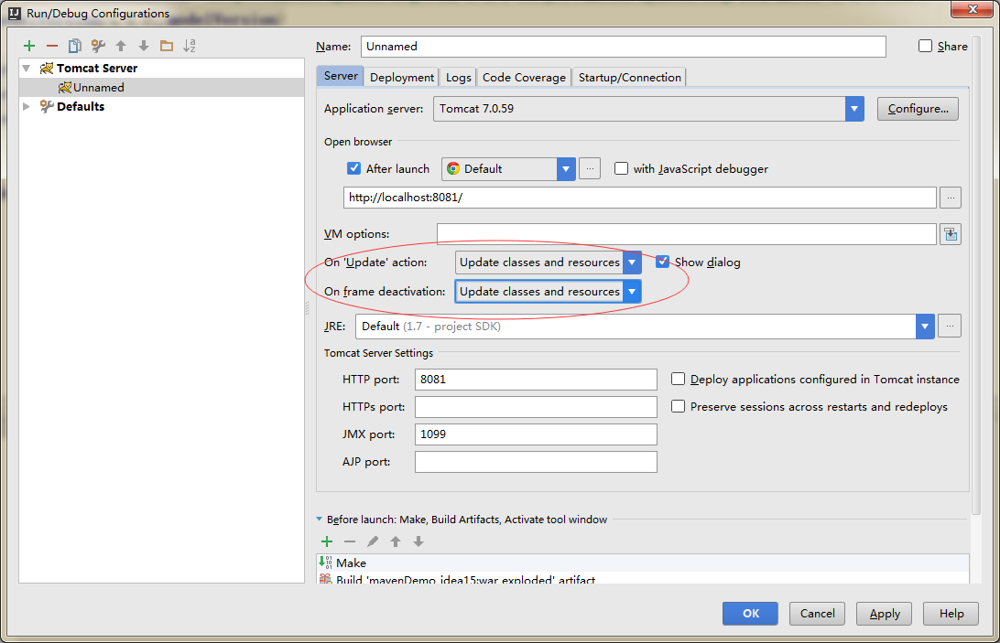 Run/Debug Configurations
Name: Unnamed Share
Tomcat Server
Unnamed
Defaults
Server Deployment Logs Code Coverage Startup/Connection
Application server: Tomcat 7.0.59 Configure...
Open browser
After launch Default ... with JavaScript debugger
http://localhost:8081/ ...
VM options:
On 'Update' action: Update classes and resources Show dialog
On frame deactivation: Update classes and resources
JRE: Default (1.7 - project SDK) ...
Tomcat Server Settings
HTTP port: 8081 Deploy applications configured in Tomcat instance
HTTPs port: Preserve sessions across restarts and redeploys
JMX port: 1099
AJP port:
Before launch: Make, Build Artifacts, Activate tool window
Make
Build 'mavenDemo_idea15:war exploded' artifact
OK Cancel Apply Help